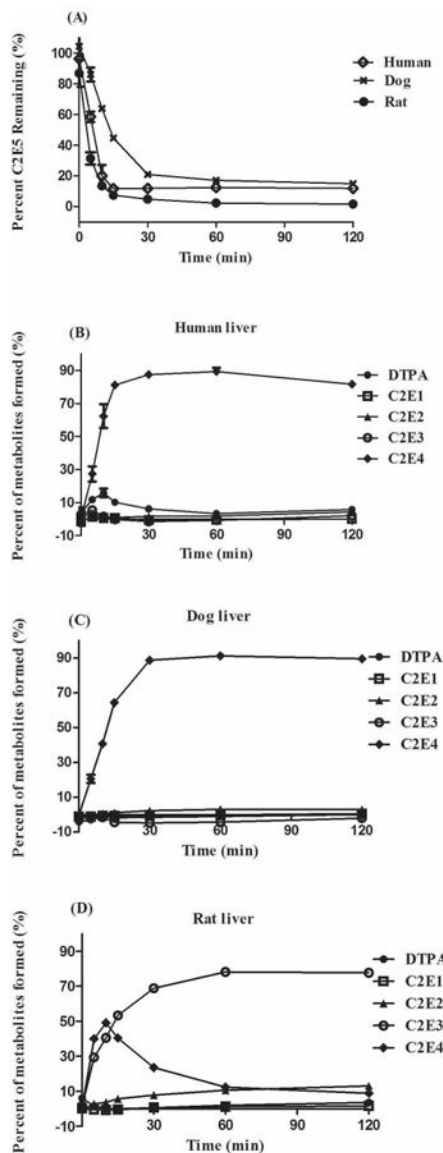 (A)
Percent C2E5 Remaining (%)
100
80
60
40
20
0
0
30
60
90
120
Time (min)
Human
Dog
Rat
(B)
Human liver
Percent of metabolites formed (%)
90
70
50
30
10
-10
30
60
90
120
Time (min)
DTPA
C2E1
C2E2
C2E3
C2E4
(C)
Dog liver
Percent of metabolites formed (%)
90
70
50
30
10
-10
30
60
90
120
Time (min)
DTPA
C2E1
C2E2
C2E3
C2E4
(D)
Rat liver
Percent of metabolites formed (%)
90
70
50
30
10
-10
30
60
90
120
Time (min)
DTPA
C2E1
C2E2
C2E3
C2E4